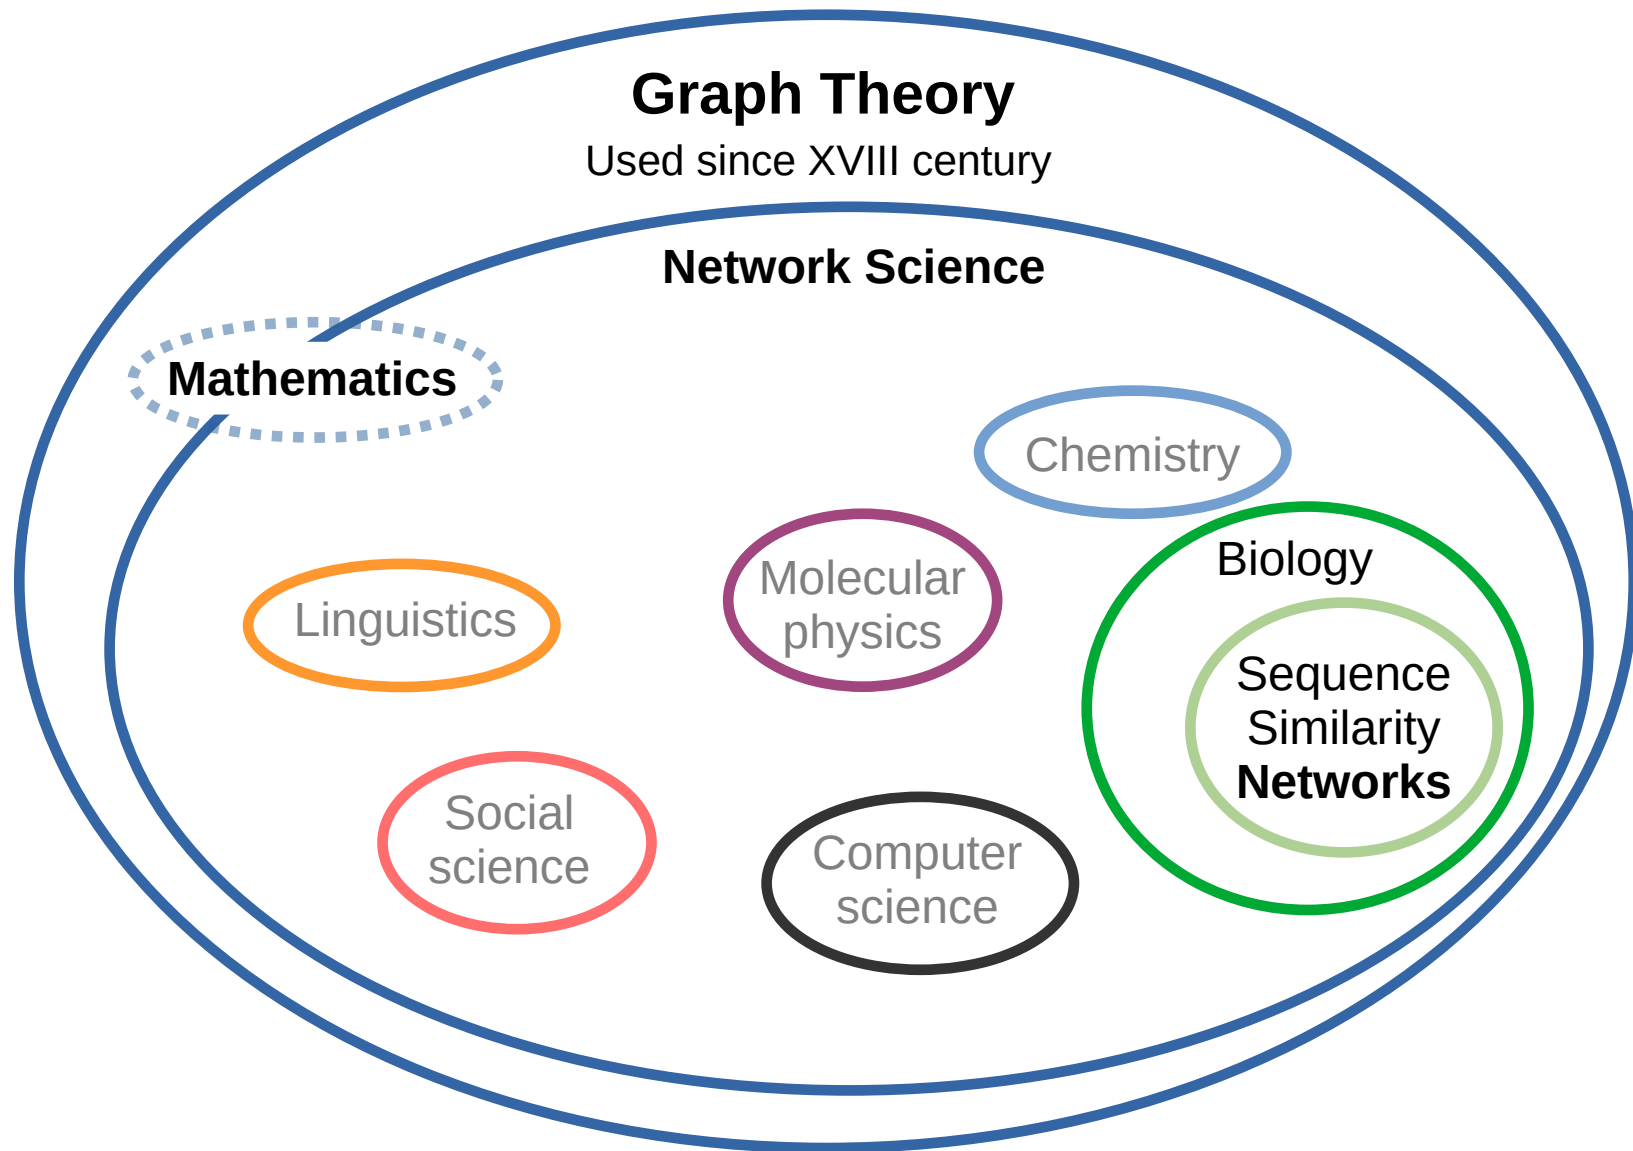 Graph Theory
Used since XVIII century
Network Science
Mathematics
Chemistry
Biology
Molecular
physics
Linguistics
Sequence
Similarity
Networks
Social
science
Computer
science